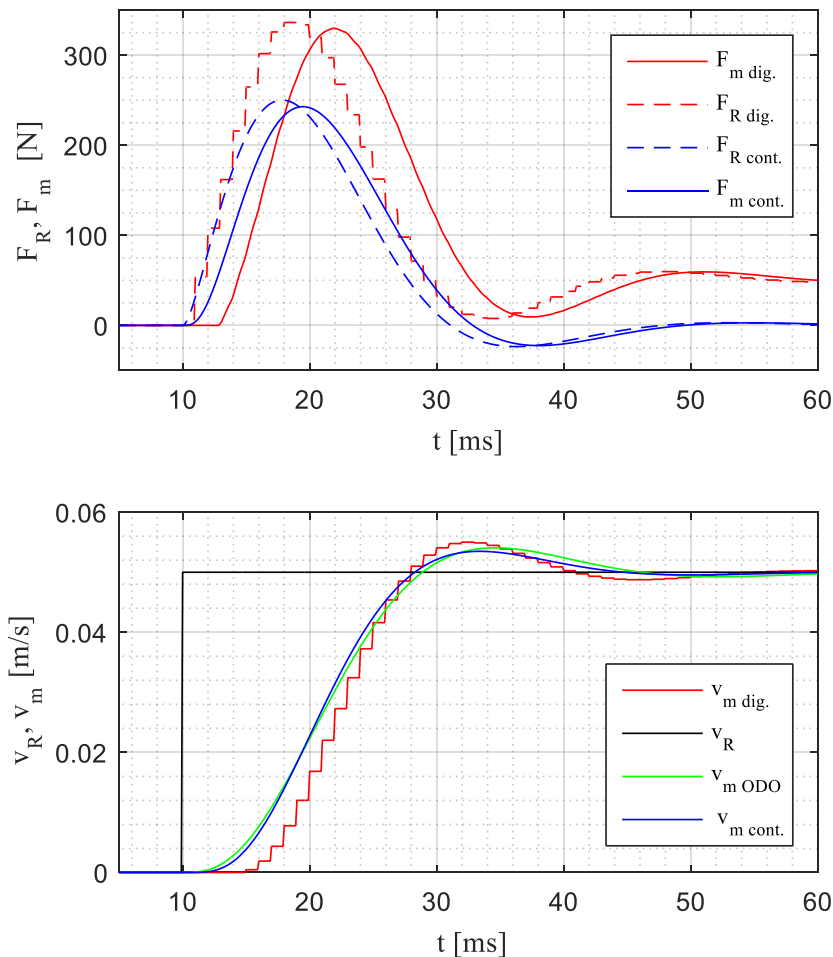 350
300
200
100
0
F_R, F_m [N]
F_m dig.
F_R dig.
F_R cont.
F_m cont.
10 20 30 40 50 60
t [ms]
0.06
0.04
0.02
0
v_R, v_m [m/s]
v_m dig.
v_R
v_m ODO
v_m cont.
10 20 30 40 50 60
t [ms]